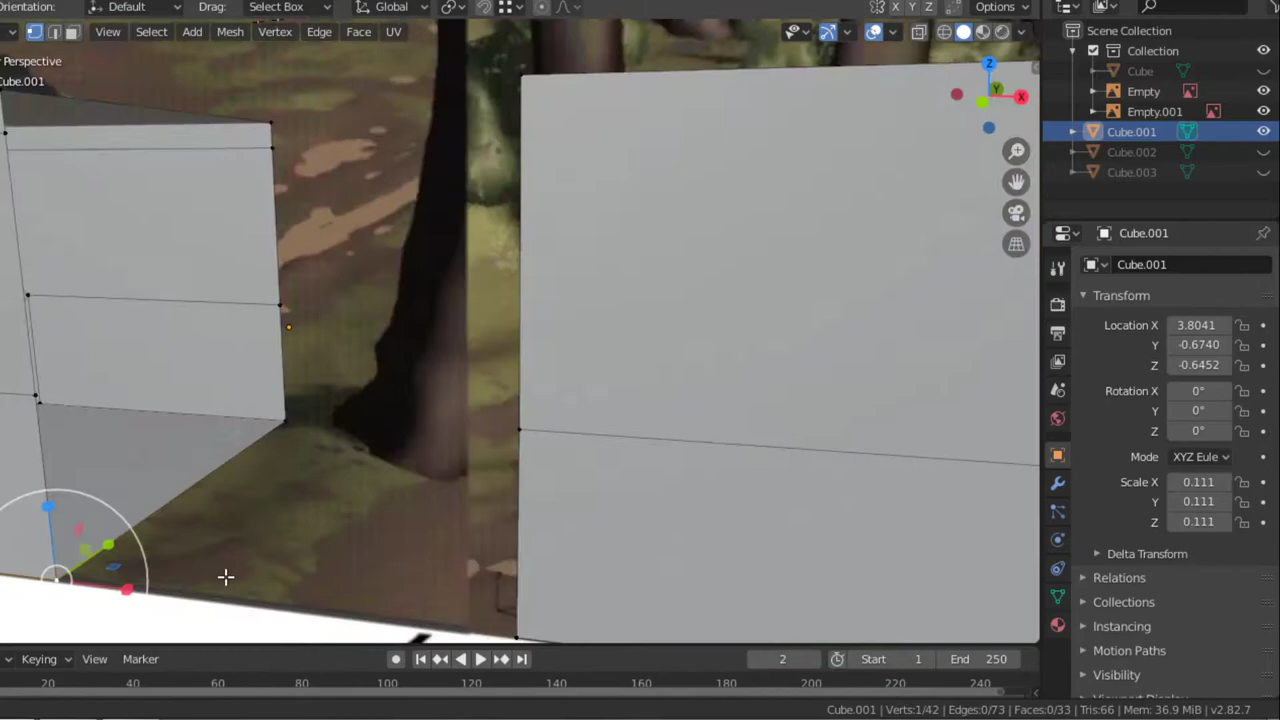 Orientation: Default Drag: Select Box Global X Y Z Options
View Select Add Mesh Vertex Edge Face UV
Perspective
Cube.001
Z
Y
X
Scene Collection
Collection
Cube
Empty
Empty.001
Cube.001
Cube.002
Cube.003
Cube.001
Cube.001
Transform
Location X 3.8041
Y -0.6740
Z -0.6452
Rotation X 0°
Y 0°
Z 0°
Mode XYZ Eule
Scale X 0.111
Y 0.111
Z 0.111
Delta Transform
Relations
Collections
Instancing
Motion Paths
Visibility
Viewport Display
Keying View Marker 2 Start 1 End 250
20 40 60 80 100 120 140 160 180 200 220 240
Cube.001 | Verts:1/42 | Edges:0/73 | Faces:0/33 | Tris:66 | Mem: 36.9 MiB | v2.82.7